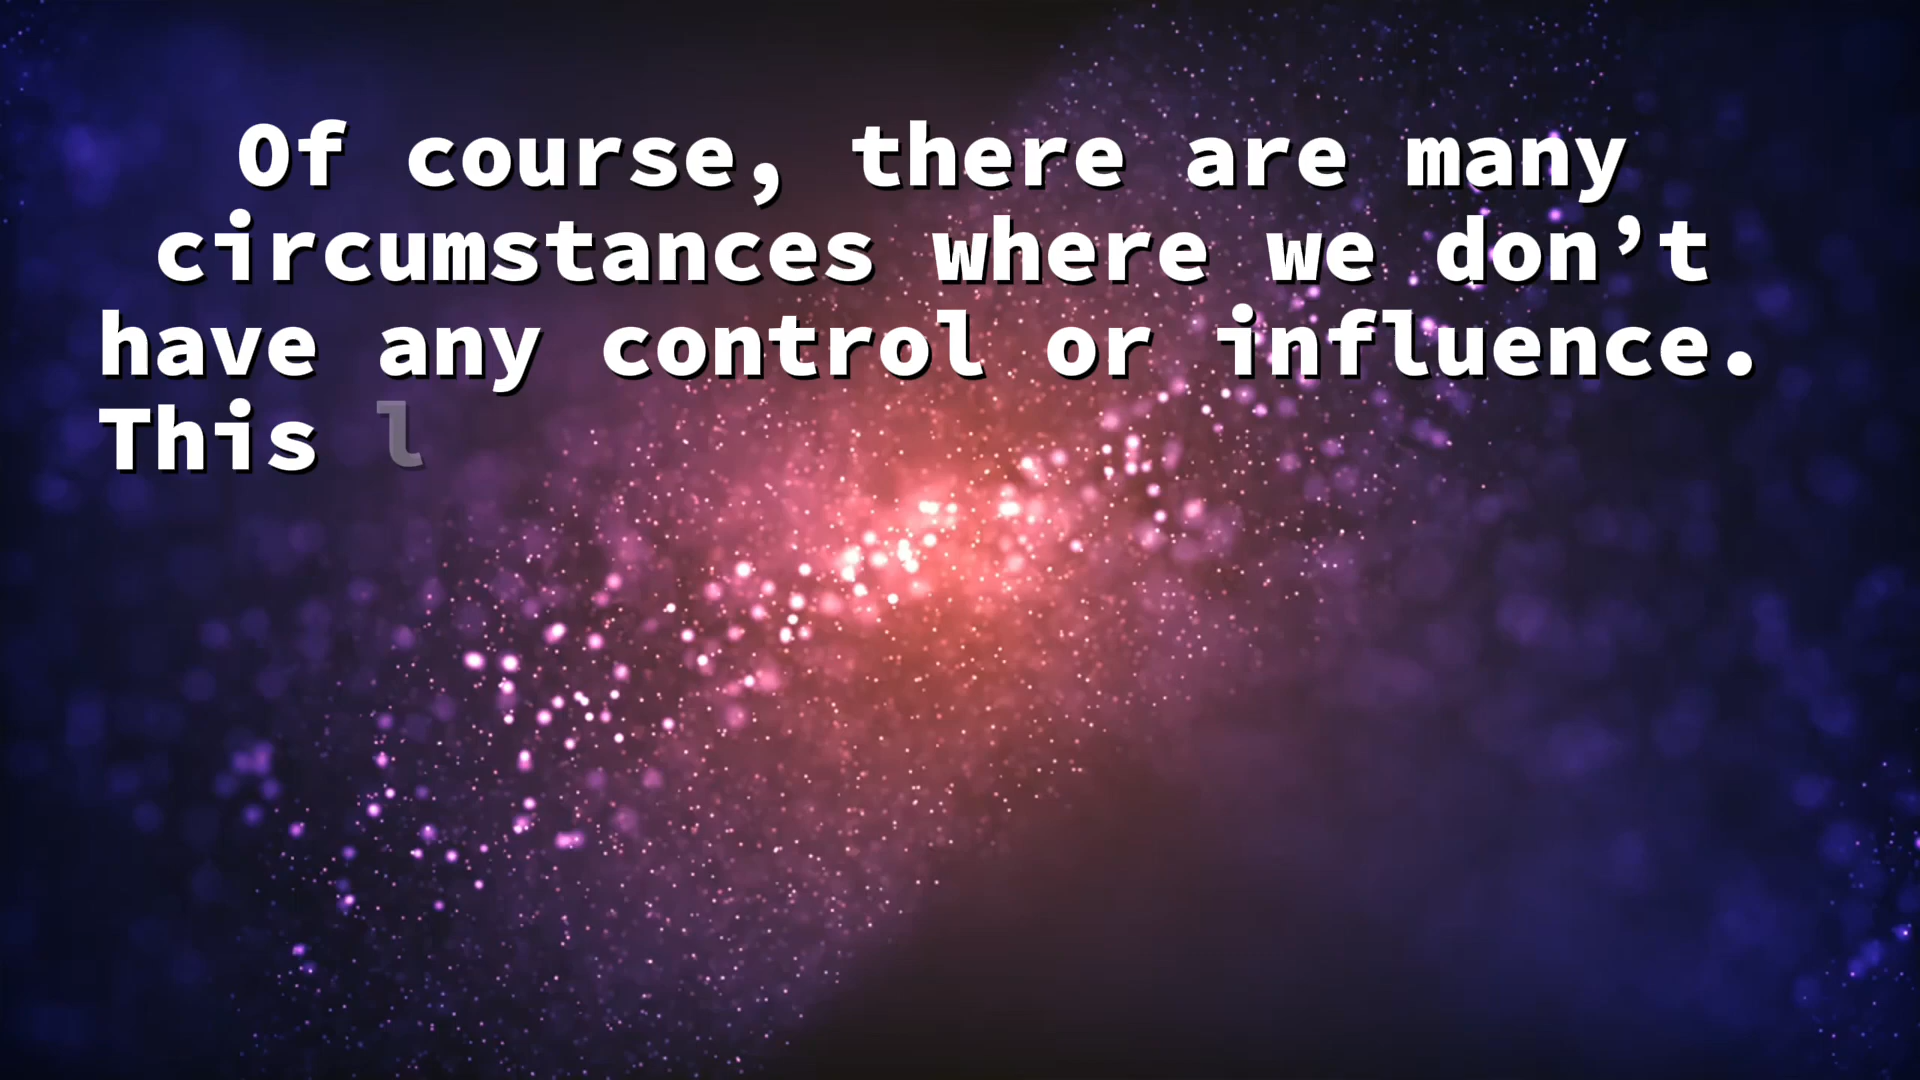 Of course, there are many
circumstances where we don’t
have any control or influence.
This l